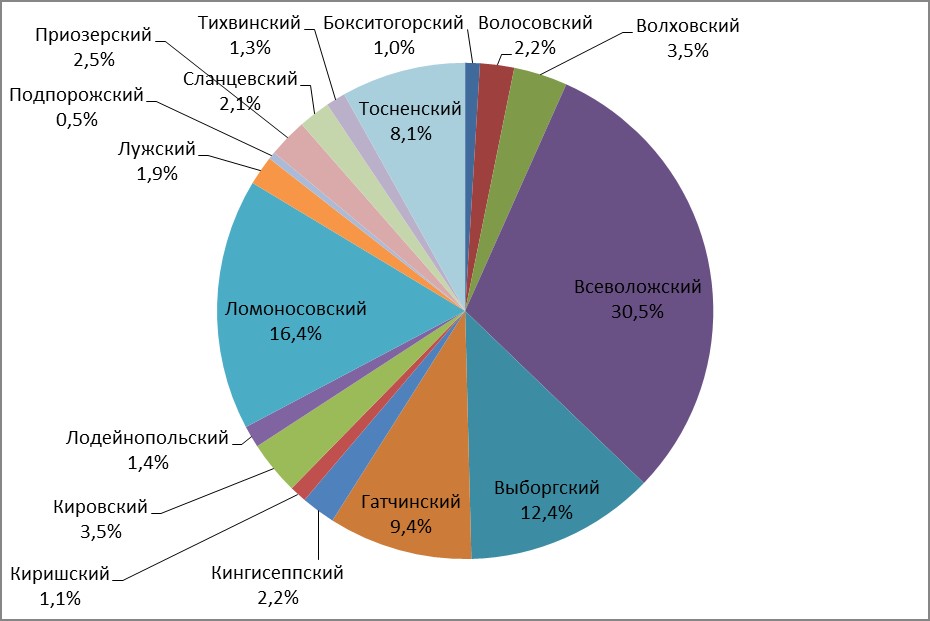 Бокситогорский
1,0%
Волосовский
2,2%
Волховский
3,5%
Всеволожский
30,5%
Выборгский
12,4%
Гатчинский
9,4%
Кингисеппский
2,2%
Киришский
1,1%
Кировский
3,5%
Лодейнопольский
1,4%
Ломоносовский
16,4%
Лужский
1,9%
Подпорожский
0,5%
Приозерский
2,5%
Сланцевский
2,1%
Тихвинский
1,3%
Тосненский
8,1%